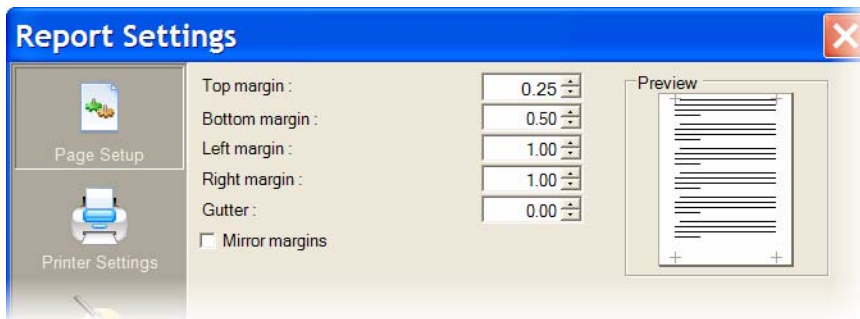 Report Settings
Top margin : 0.25
Bottom margin : 0.50
Left margin : 1.00
Right margin : 1.00
Gutter : 0.00
Mirror margins
Preview
Page Setup
Printer Settings